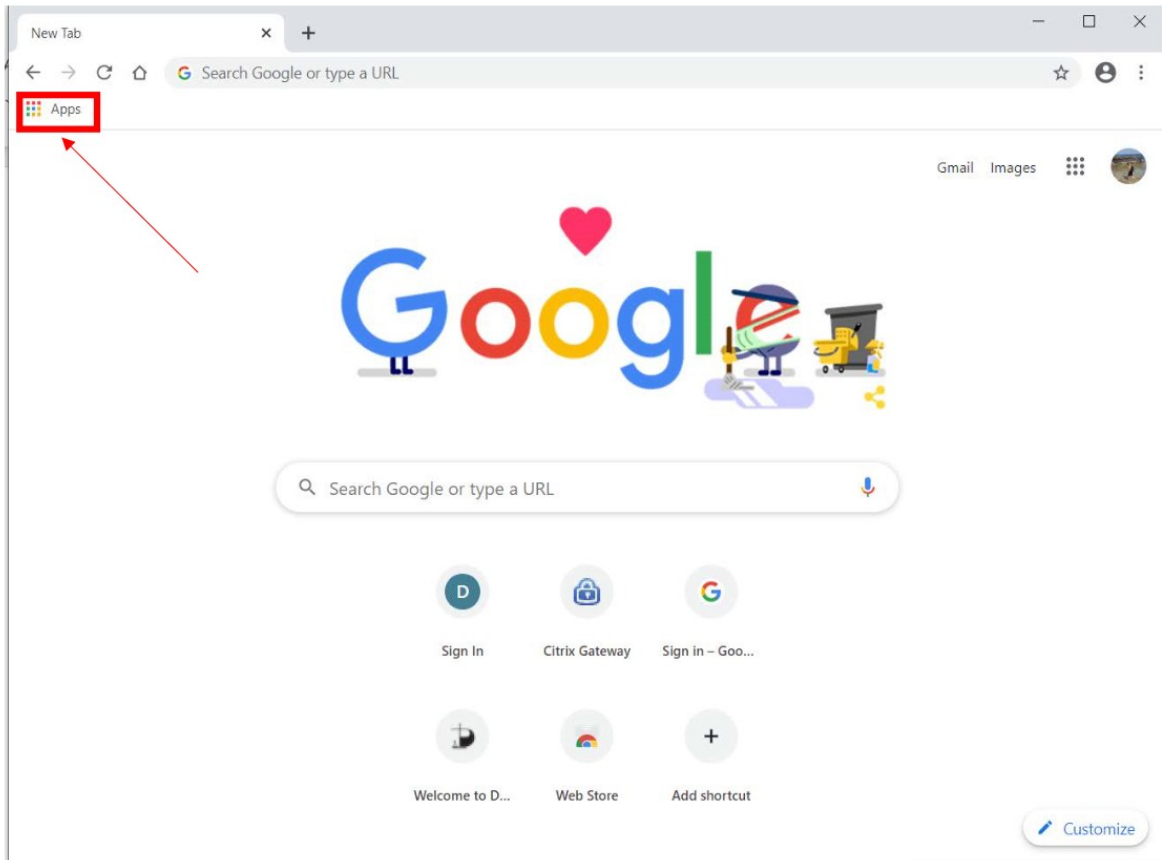 New Tab
Search Google or type a URL
Apps
Gmail Images
Google
Search Google or type a URL
D
G
Sign In Citrix Gateway Sign in – Goo...
Welcome to D... Web Store Add shortcut
Customize